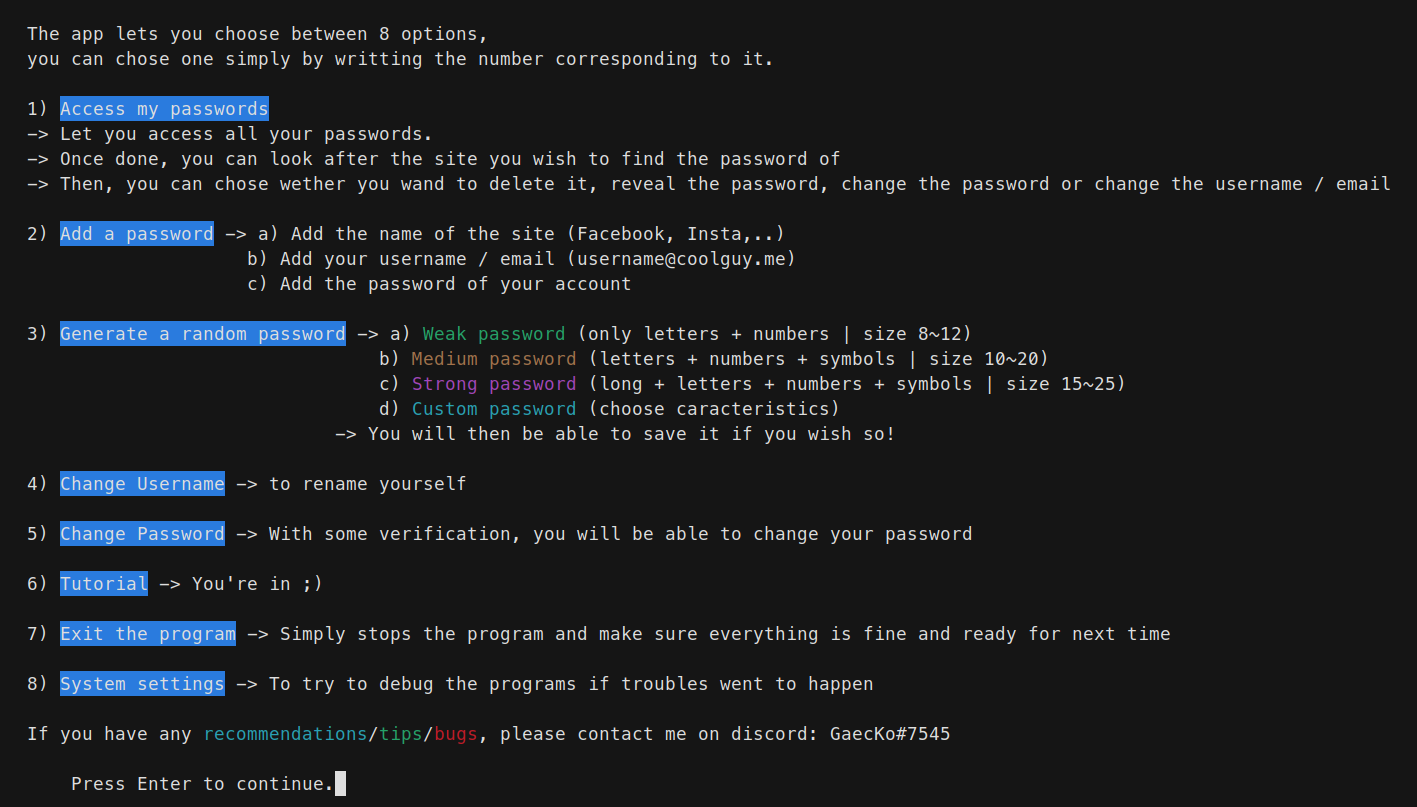 The app lets you choose between 8 options,
you can chose one simply by writting the number corresponding to it.
1) Access my passwords
-> Let you access all your passwords.
-> Once done, you can look after the site you wish to find the password of
-> Then, you can chose wether you wand to delete it, reveal the password, change the password or change the username / email
2) Add a password -> a) Add the name of the site (Facebook, Insta,..)
b) Add your username / email (username@coolguy.me)
c) Add the password of your account
3) Generate a random password -> a) Weak password (only letters + numbers | size 8~12)
b) Medium password (letters + numbers + symbols | size 10~20)
c) Strong password (long + letters + numbers + symbols | size 15~25)
d) Custom password (choose caracteristics)
-> You will then be able to save it if you wish so!
4) Change Username -> to rename yourself
5) Change Password -> With some verification, you will be able to change your password
6) Tutorial -> You're in ;)
7) Exit the program -> Simply stops the program and make sure everything is fine and ready for next time
8) System settings -> To try to debug the programs if troubles went to happen
If you have any recommendations/tips/bugs, please contact me on discord: GaecKo#7545
Press Enter to continue.